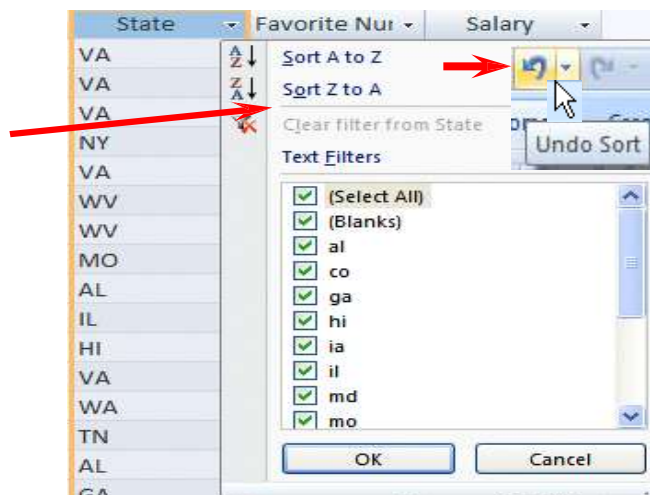 State Favorite Nur Salary
VA
VA
VA
NY
VA
WV
WV
MO
AL
IL
HI
VA
WA
TN
AL
GA
Sort A to Z
Sort Z to A
Clear filter from State
Text Filters
(Select All)
(Blanks)
al
co
ga
hi
ia
il
md
mo
OK Cancel
Undo Sort